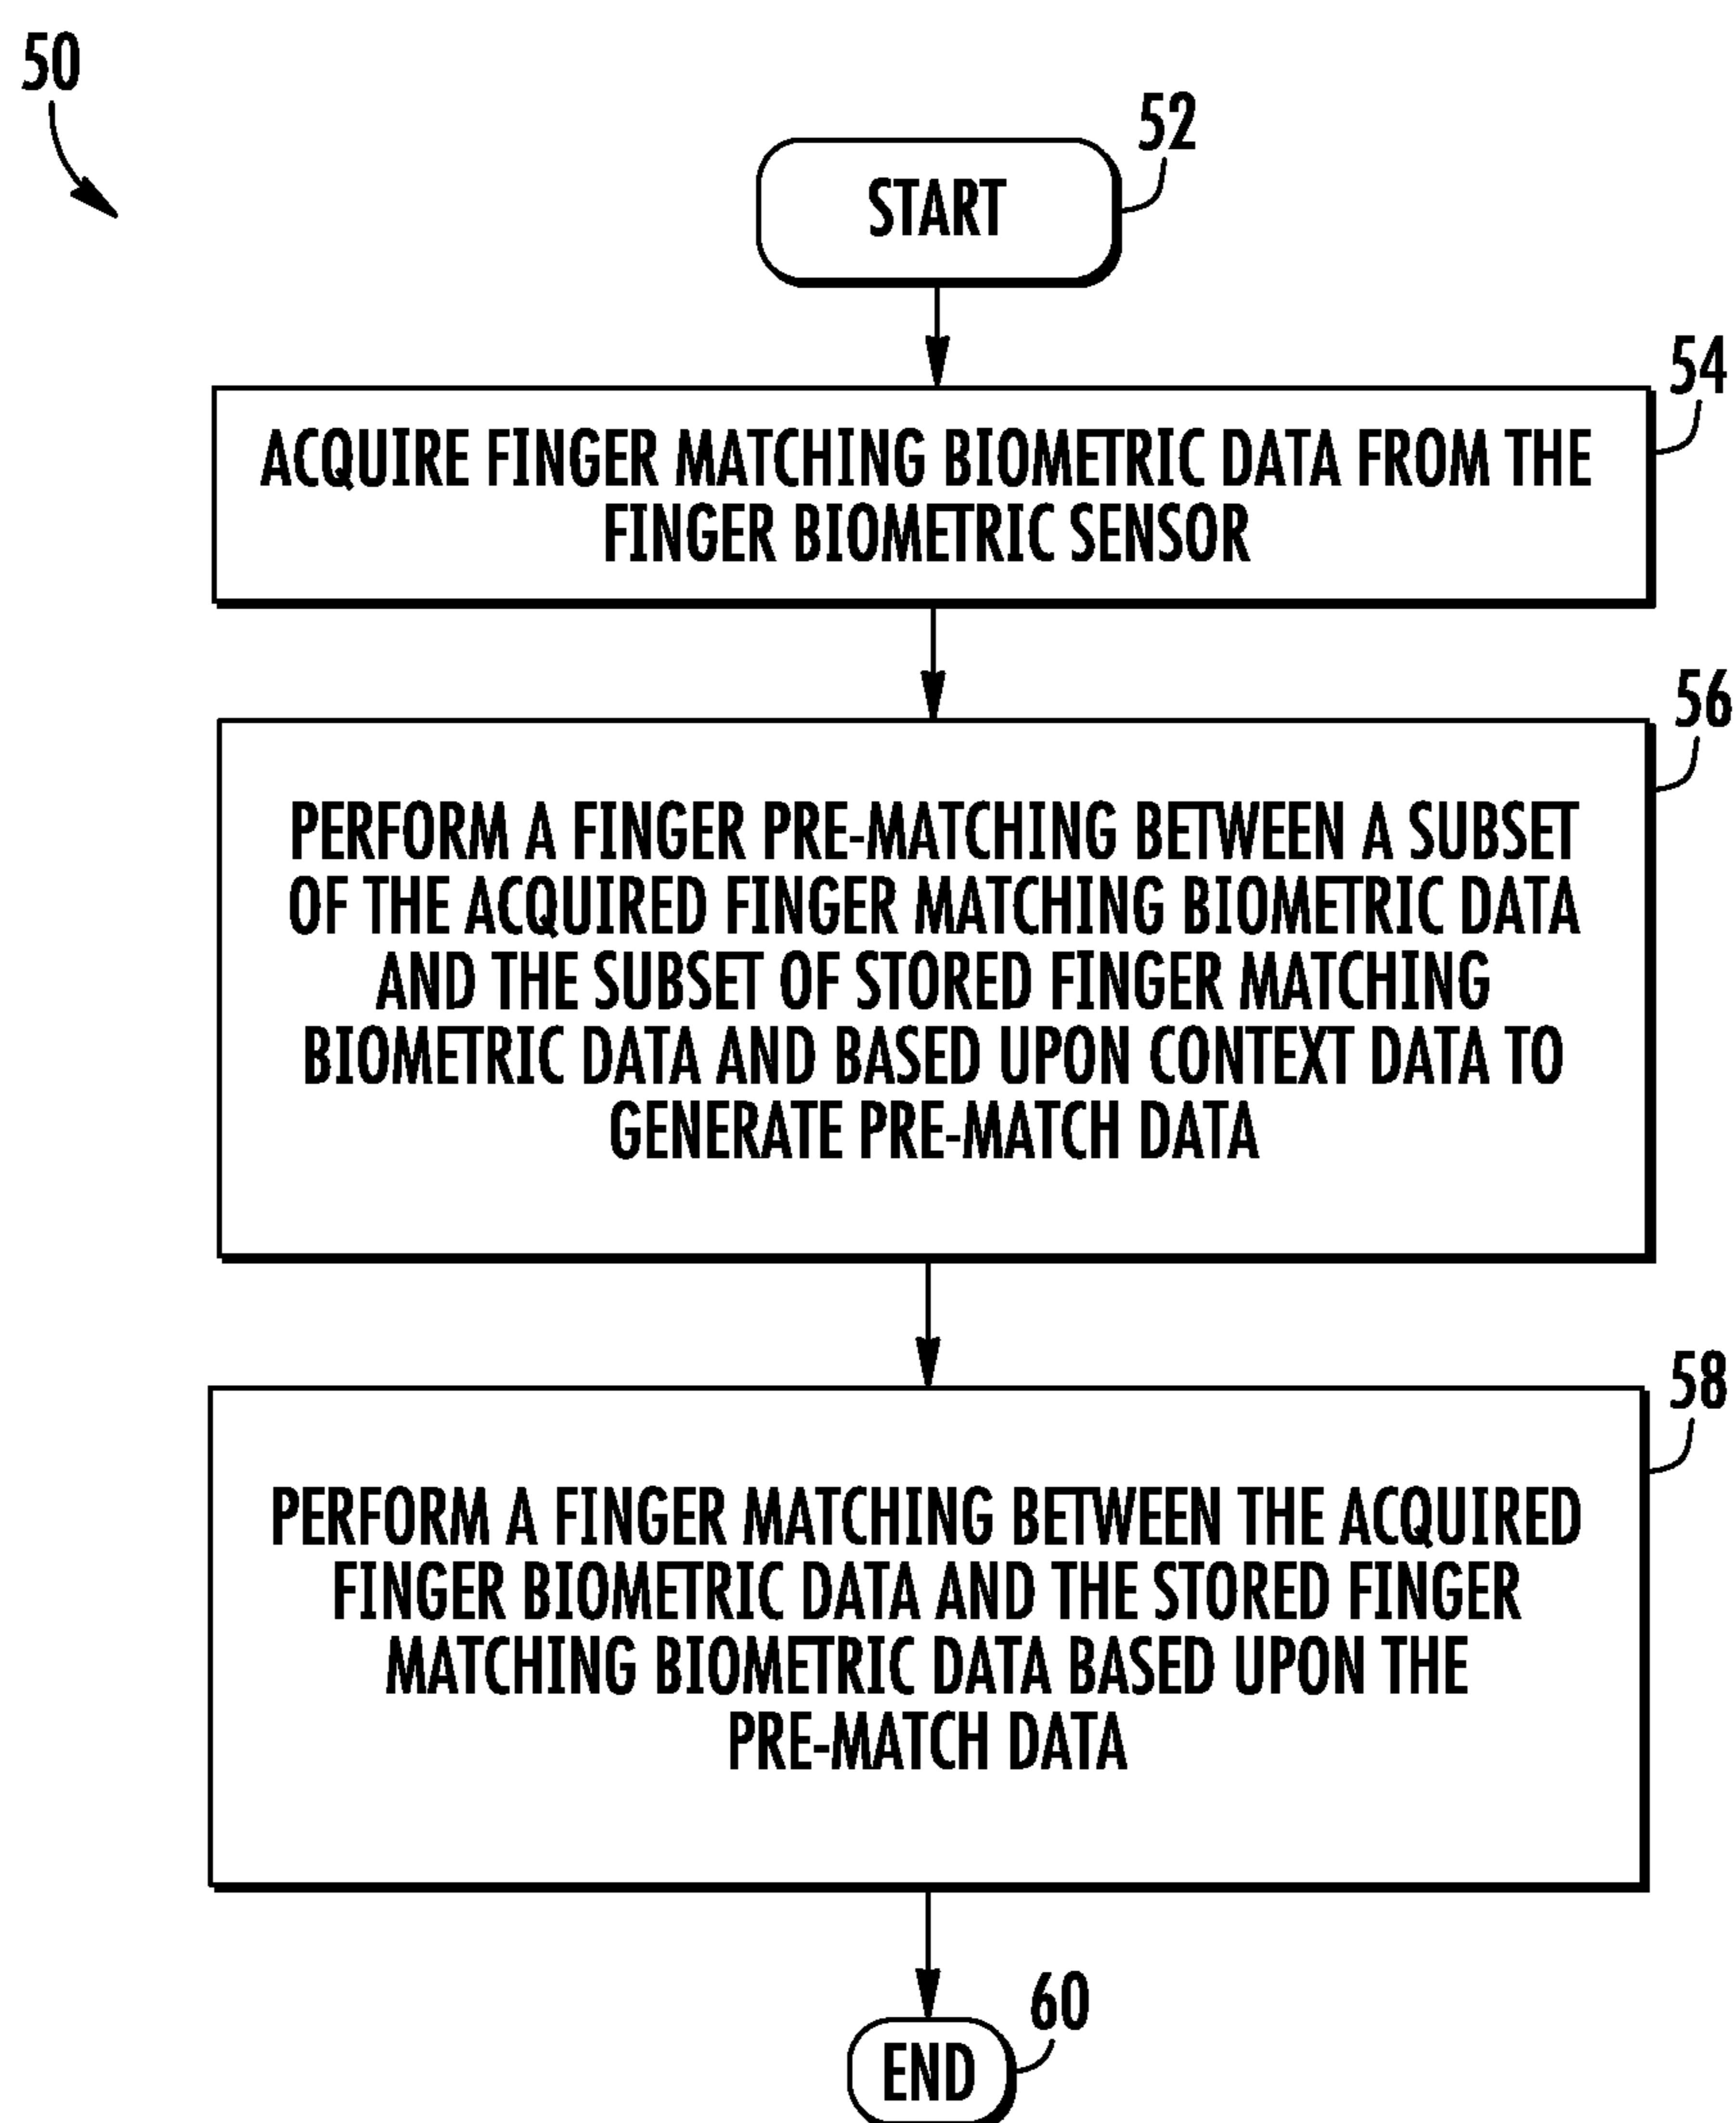 50
52
START
54
ACQUIRE FINGER MATCHING BIOMETRIC DATA FROM THE
FINGER BIOMETRIC SENSOR
56
PERFORM A FINGER PRE-MATCHING BETWEEN A SUBSET
OF THE ACQUIRED FINGER MATCHING BIOMETRIC DATA
AND THE SUBSET OF STORED FINGER MATCHING
BIOMETRIC DATA AND BASED UPON CONTEXT DATA TO
GENERATE PRE-MATCH DATA
58
PERFORM A FINGER MATCHING BETWEEN THE ACQUIRED
FINGER BIOMETRIC DATA AND THE STORED FINGER
MATCHING BIOMETRIC DATA BASED UPON THE
PRE-MATCH DATA
60
END